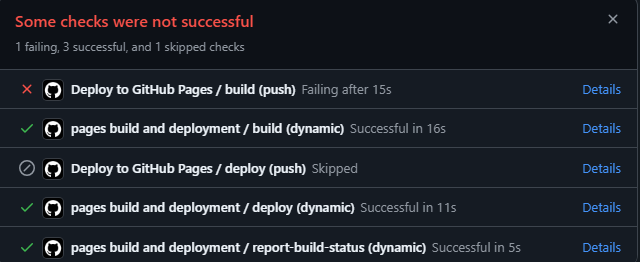 Some checks were not successful
1 failing, 3 successful, and 1 skipped checks
Deploy to GitHub Pages / build (push) Failing after 15s Details
pages build and deployment / build (dynamic) Successful in 16s Details
Deploy to GitHub Pages / deploy (push) Skipped Details
pages build and deployment / deploy (dynamic) Successful in 11s Details
pages build and deployment / report-build-status (dynamic) Successful in 5s Details